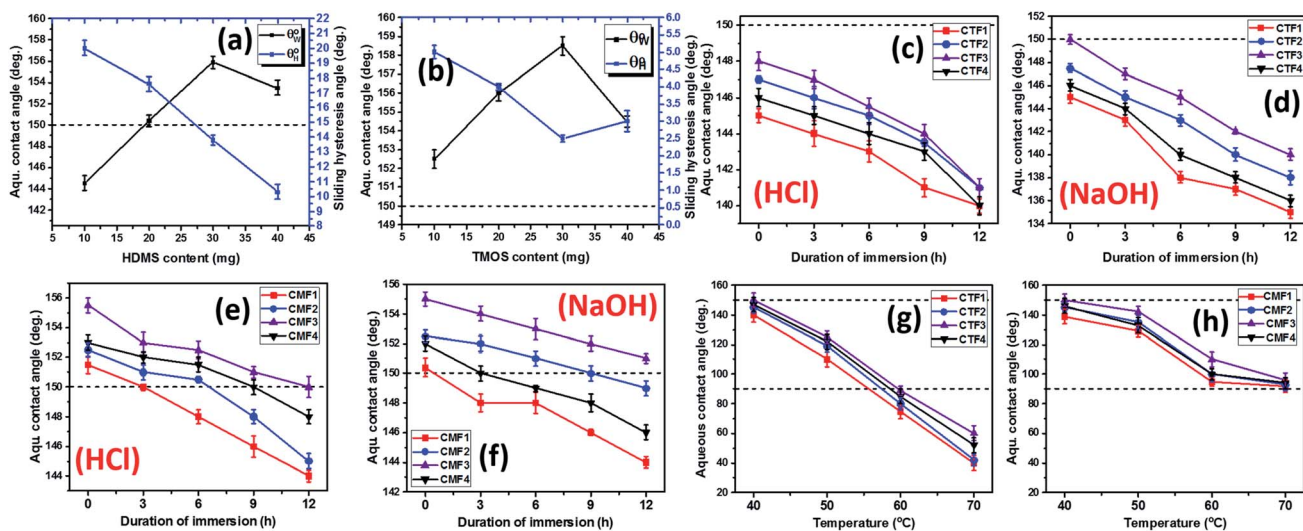 (a)
θ°W
θ°H
Aqu. contact angle (deg.)
156
154
152
150
148
146
144
142
Sliding hysteresis angle (deg.)
22
21
20
19
18
17
16
15
14
13
12
11
10
9
8
5 10 15 20 25 30 35 40 45
HDMS content (mg)
(b)
Aqu. contact angle (deg.)
159
158
157
156
155
154
153
152
151
150
149
Sliding hysteresis angle (deg.)
6.0
5.5
5.0
4.5
4.0
3.5
3.0
2.5
2.0
1.5
1.0
0.5
0.0
5 10 15 20 25 30 35 40 45
TMOS content (mg)
(c)
CTF1
CTF2
CTF3
CTF4
(HCl)
Aqu. contact angle (deg.)
150
148
146
144
142
140
0 3 6 9 12
Duration of immersion (h)
(d)
CTF1
CTF2
CTF3
CTF4
(NaOH)
Aqu. contact angle (deg.)
152
150
148
146
144
142
140
138
136
134
0 3 6 9 12
Duration of immersion (h)
(e)
CMF1
CMF2
CMF3
CMF4
(HCl)
Aqu. contact angle (deg.)
156
154
152
150
148
146
144
0 3 6 9 12
Duration of immersion (h)
(NaOH)
(f)
CMF1
CMF2
CMF3
CMF4
Aqu. contact angle (deg.)
156
154
152
150
148
146
144
142
0 3 6 9 12
Duration of immersion (h)
(g)
CTF1
CTF2
CTF3
CTF4
Aqueous contact angle (deg.)
160
140
120
100
80
60
40
20
40 50 60 70
Temperature (ºC)
(h)
CMF1
CMF2
CMF3
CMF4
Aqu. contact angle (deg.)
160
140
120
100
80
60
40
20
40 50 60 70
Temperature (ºC)